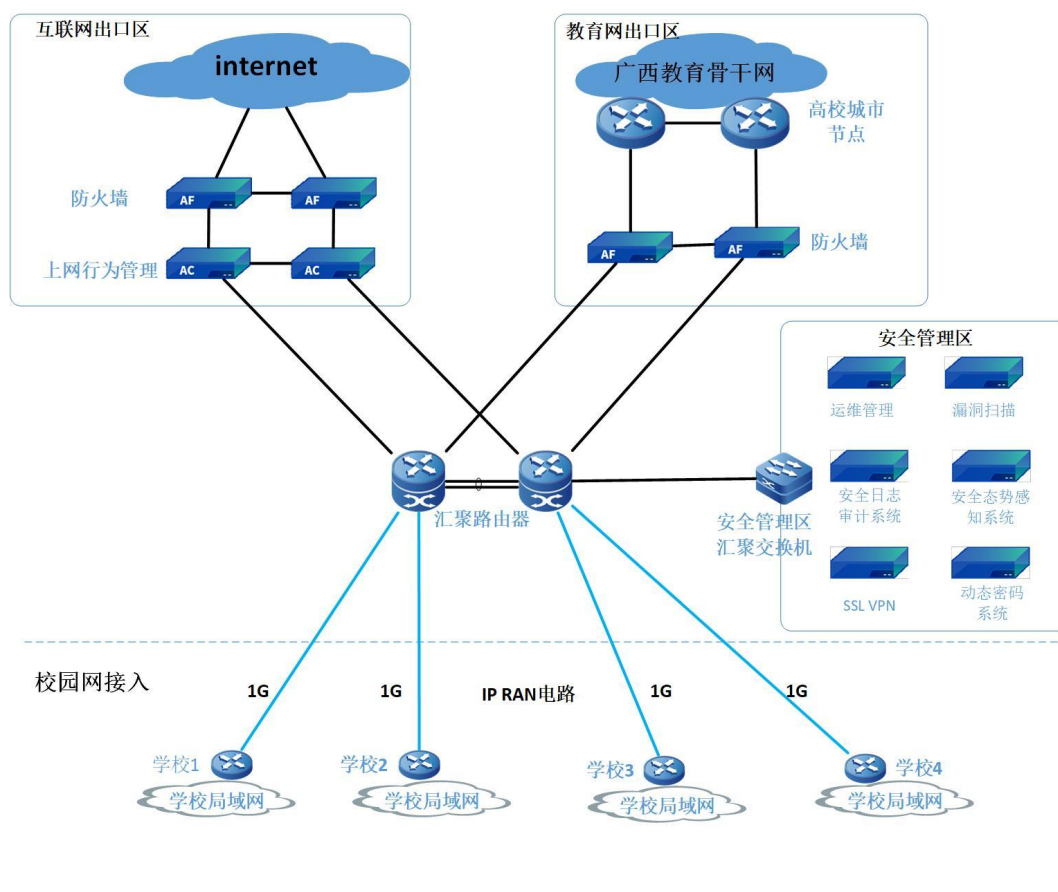 互联网出口区
internet
防火墙
AF
AF
上网行为管理
AC
AC
教育网出口区
广西教育骨干网
高校城市
节点
AF
AF
防火墙
安全管理区
运维管理
漏洞扫描
安全日志
审计系统
安全态势感
知系统
SSL VPN
动态密码
系统
汇聚路由器
安全管理区
汇聚交换机
校园网接入
1G
1G
IP RAN电路
1G
1G
学校1
学校局域网
学校2
学校局域网
学校3
学校局域网
学校4
学校局域网